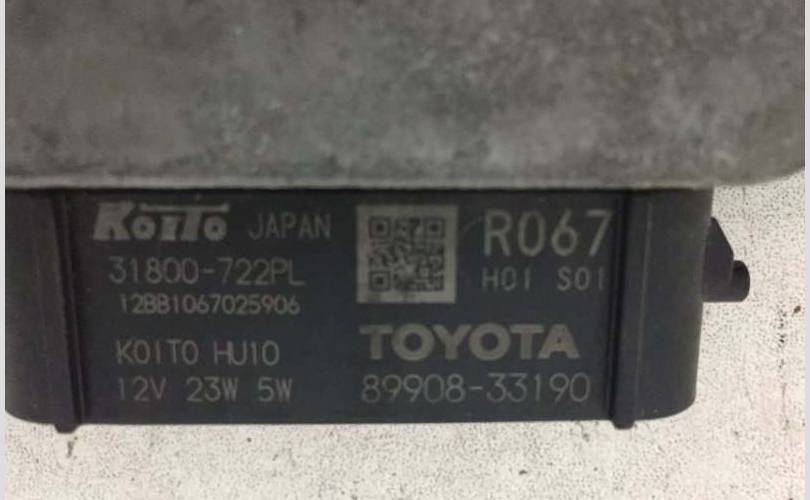 KOITO JAPAN
31800-722PL
12BB1067025906
KOITO HU10
12V 23W 5W
R067
H01 S01
TOYOTA
89908-33190